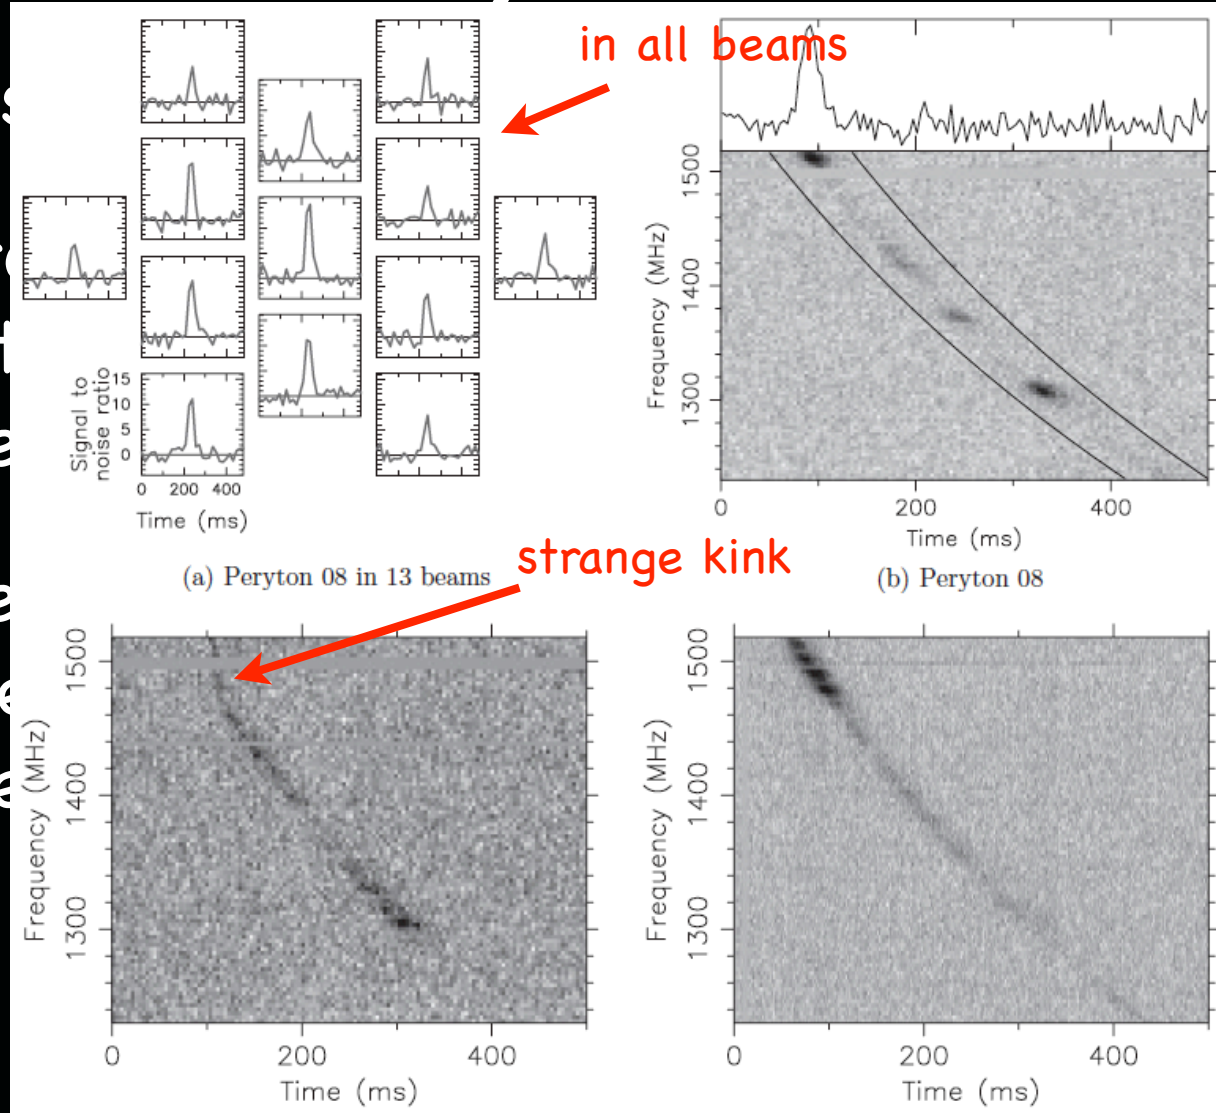 in all beams
Signal to
noise ratio
15
10
5
0
0 200 400
Time (ms)
(a) Peryton 08 in 13 beams
1500
1400
1300
Frequency (MHz)
0 200 400
Time (ms)
(b) Peryton 08
strange kink
1500
1400
1300
Frequency (MHz)
0 200 400
Time (ms)
1500
1400
1300
Frequency (MHz)
0 200 400
Time (ms)